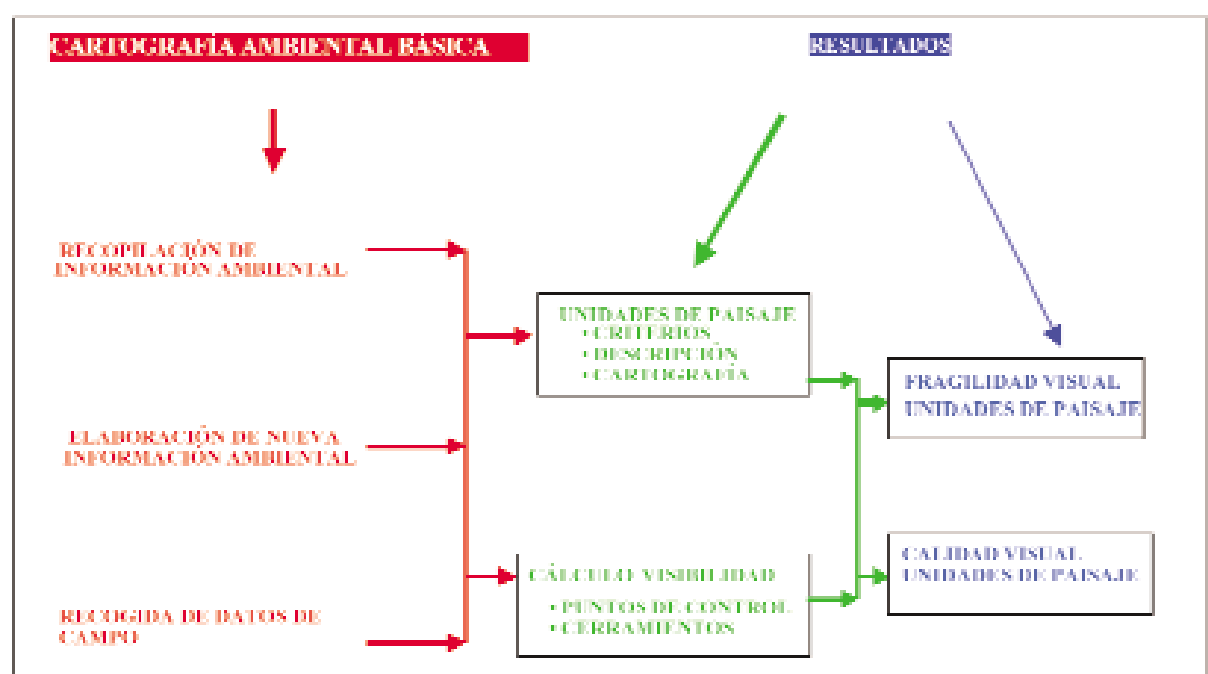 CARTOGRAFÍA AMBIENTAL BÁSICA
RESULTADOS
RECOPILACIÓN DE
INFORMACIÓN AMBIENTAL
ELABORACIÓN DE NUEVA
INFORMACIÓN AMBIENTAL
RECOGIDA DE DATOS DE
CAMPO
UNIDADES DE PAISAJE
• CRITERIOS
• DESCRIPCIÓN
• CARTOGRAFÍA
CÁLCULO VISIBILIDAD
• PUNTOS DE CONTROL
• CERRAMIENTOS
FRAGILIDAD VISUAL
UNIDADES DE PAISAJE
CALIDAD VISUAL
UNIDADES DE PAISAJE